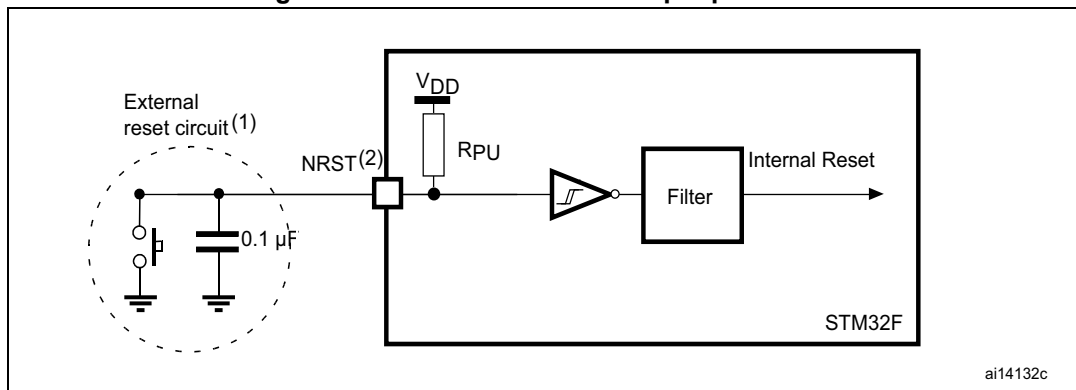 VDD
External
reset circuit(1)
NRST(2)
RPU
Internal Reset
Filter
0.1 μF
STM32F
ai14132c